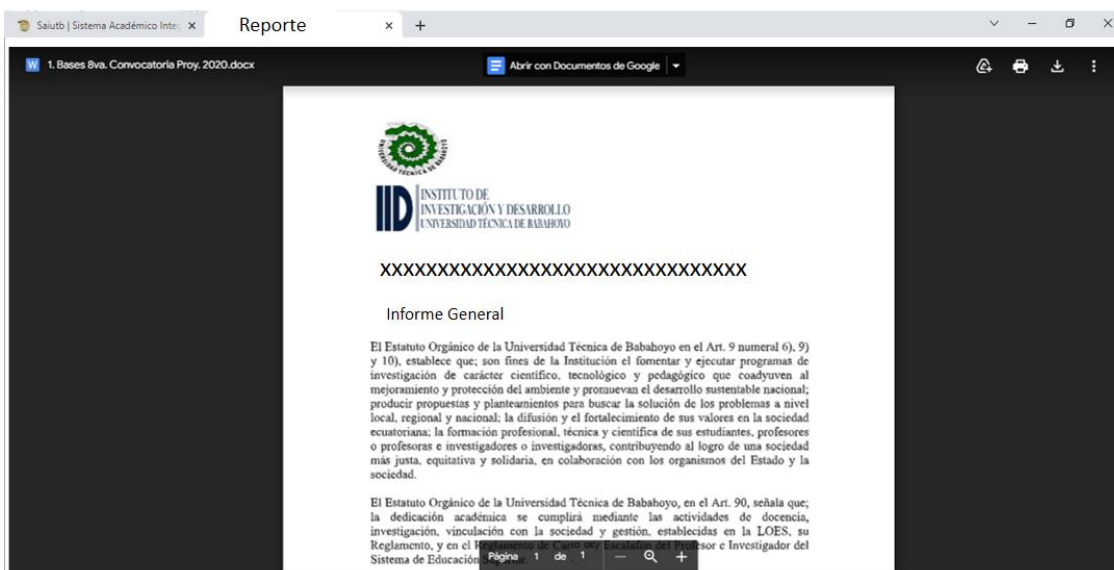 Saiutb | Sistema Académico Inte
Reporte
1. Bases 8va. Convocatoria Proy. 2020.docx
Abrir con Documentos de Google
UNIVERSIDAD TÉCNICA DE BABAHOYO
IID
INSTITUTO DE
INVESTIGACIÓN Y DESARROLLO
UNIVERSIDAD TÉCNICA DE BABAHOYO
XXXXXXXXXXXXXXXXXXXXXXXXXXXXXXXX
Informe General
El Estatuto Orgánico de la Universidad Técnica de Babahoyo en el Art. 9 numeral 6), 9)
y 10), establece que; son fines de la Institución el fomentar y ejecutar programas de
investigación de carácter científico, tecnológico y pedagógico que coadyuven al
mejoramiento y protección del ambiente y promuevan el desarrollo sustentable nacional;
producir propuestas y planteamientos para buscar la solución de los problemas a nivel
local, regional y nacional; la difusión y el fortalecimiento de sus valores en la sociedad
ecuatoriana; la formación profesional, técnica y científica de sus estudiantes, profesores
o profesoras e investigadores o investigadoras, contribuyendo al logro de una sociedad
más justa, equitativa y solidaria, en colaboración con los organismos del Estado y la
sociedad.
El Estatuto Orgánico de la Universidad Técnica de Babahoyo, en el Art. 90, señala que;
la dedicación académica se cumplirá mediante las actividades de docencia,
investigación, vinculación con la sociedad y gestión, establecidas en la LOES, su
Reglamento, y en el Reglamento de Carrera y Escalafón del Profesor e Investigador del
Sistema de Educación
Página 1 de 1